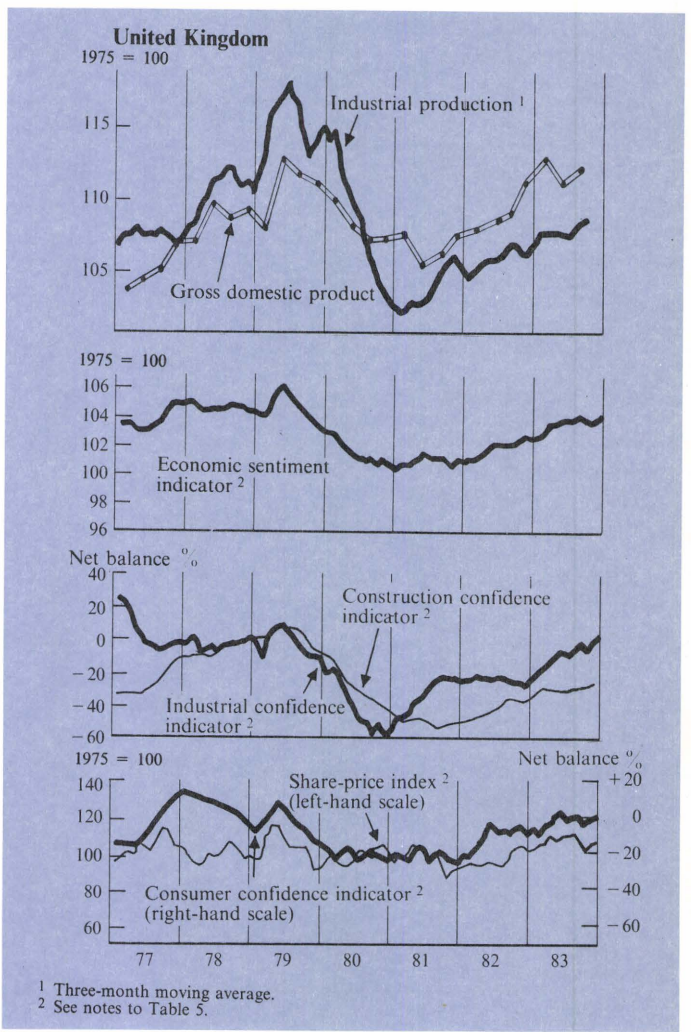 United Kingdom
1975 = 100
Industrial production 1
115
110
105
Gross domestic product
1975 = 100
106
104
102
100
98
96
Economic sentiment
indicator 2
Net balance %
40
20
0
−20
−40
−60
Construction confidence
indicator 2
Industrial confidence
indicator 2
1975 = 100
Net balance %
140
120
100
80
60
Share-price index 2
(left-hand scale)
+20
0
−20
−40
−60
Consumer confidence indicator 2
(right-hand scale)
77 78 79 80 81 82 83
1 Three-month moving average.
2 See notes to Table 5.